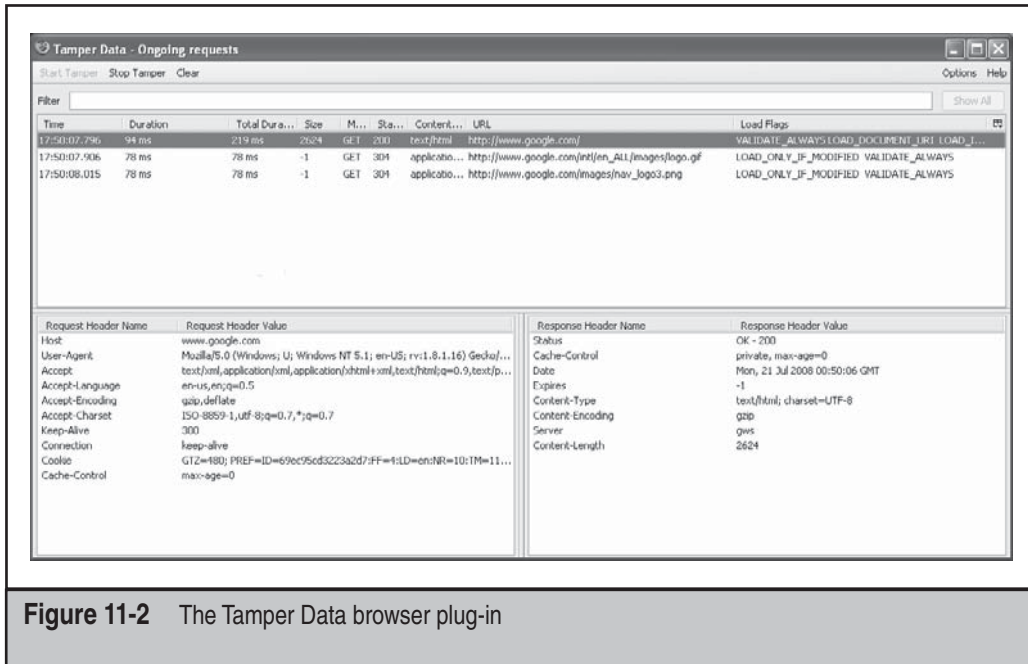 Tamper Data - Ongoing requests
Start Tamper Stop Tamper Clear Options Help
Filter Show All
Time Duration Total Dura... Size M... Sta... Content... URL Load Flags
17:50:07.796 94 ms 219 ms 2624 GET 200 text/html http://www.google.com/ VALIDATE_ALWAYS LOAD_DOCUMENT_URI LOAD_I...
17:50:07.906 78 ms 78 ms -1 GET 304 applicatio... http://www.google.com/intl/en_ALL/images/logo.gif LOAD_ONLY_IF_MODIFIED VALIDATE_ALWAYS
17:50:08.015 78 ms 78 ms -1 GET 304 applicatio... http://www.google.com/images/nav_logo3.png LOAD_ONLY_IF_MODIFIED VALIDATE_ALWAYS
Request Header Name Request Header Value
Host www.google.com
User-Agent Mozilla/5.0 (Windows; U; Windows NT 5.1; en-US; rv:1.8.1.16) Gecko/...
Accept text/xml,application/xml,application/xhtml+xml,text/html;q=0.9,text/p...
Accept-Language en-us,en;q=0.5
Accept-Encoding gzip,deflate
Accept-Charset ISO-8859-1,utf-8;q=0.7,*;q=0.7
Keep-Alive 300
Connection keep-alive
Cookie GTZ=480; PREF=ID=69ec95cd3223a2d7:FF=4:LD=en:NR=10:TM=11...
Cache-Control max-age=0
Response Header Name Response Header Value
Status OK - 200
Cache-Control private, max-age=0
Date Mon, 21 Jul 2008 00:50:06 GMT
Expires -1
Content-Type text/html; charset=UTF-8
Content-Encoding gzip
Server gws
Content-Length 2624
Figure 11-2 The Tamper Data browser plug-in